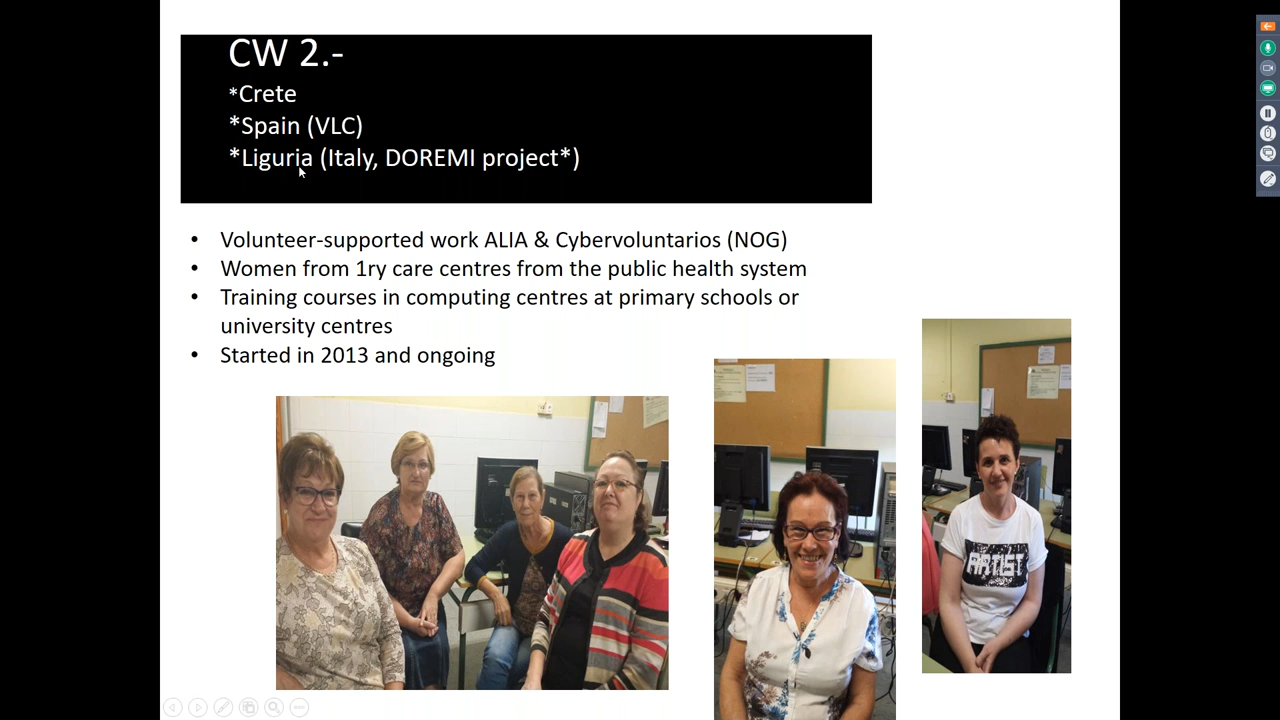 CW 2.-
*Crete
*Spain (VLC)
*Liguria (Italy, DOREMI project*)
• Volunteer-supported work ALIA & Cybervoluntarios (NOG)
• Women from 1ry care centres from the public health system
• Training courses in computing centres at primary schools or
university centres
• Started in 2013 and ongoing
ARTIST